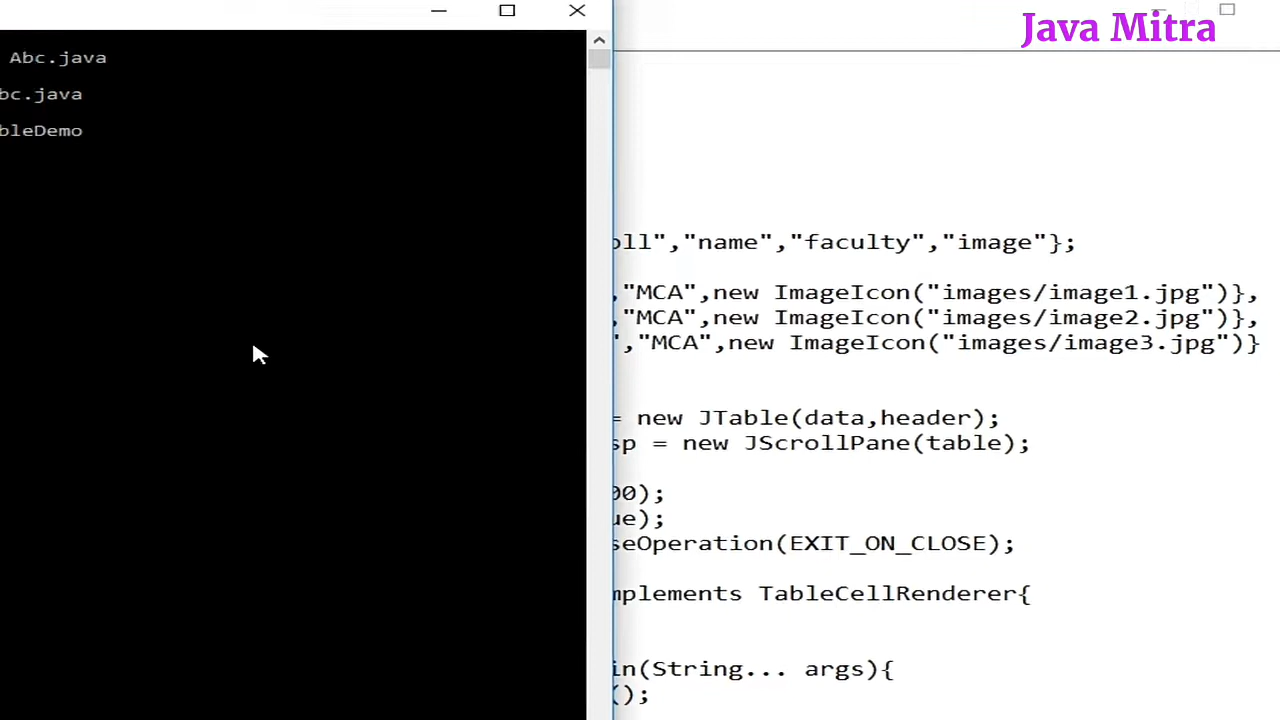 Java Mitra
Abc.java
bc.java
bleDemo
oll","name","faculty","image"};
,"MCA",new ImageIcon("images/image1.jpg")},
,"MCA",new ImageIcon("images/image2.jpg")},
","MCA",new ImageIcon("images/image3.jpg")}
= new JTable(data,header);
sp = new JScrollPane(table);
00);
ue);
seOperation(EXIT_ON_CLOSE);
mplements TableCellRenderer{
in(String... args){
();